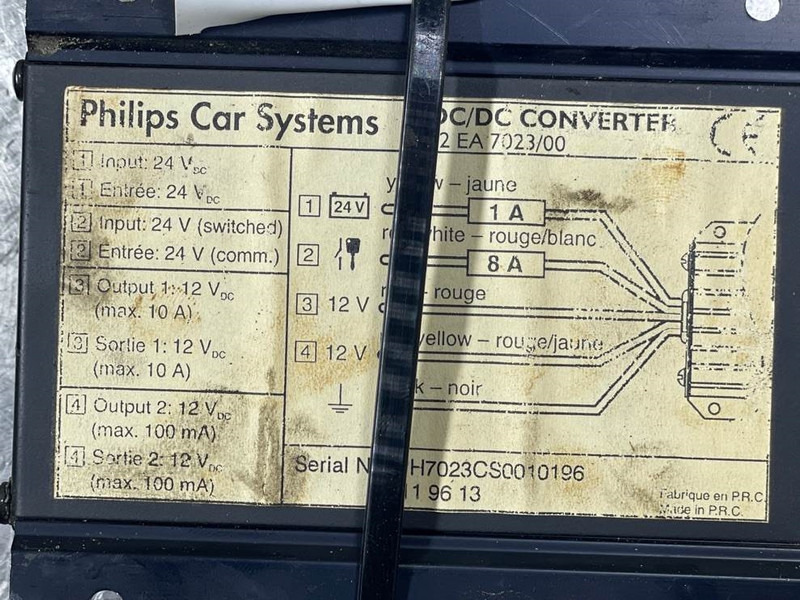 Philips Car Systems
DC/DC CONVERTER
2 EA 7023/00
CE
1 Input: 24 VDC
1 Entrée: 24 VDC
2 Input: 24 V (switched)
2 Entrée: 24 V (comm.)
3 Output 1: 12 VDC
(max. 10 A)
3 Sortie 1: 12 VDC
(max. 10 A)
4 Output 2: 12 VDC
(max. 100 mA)
4 Sortie 2: 12 VDC
(max. 100 mA)
– jaune
1 24 V 1 A
– rouge/blanc
2 8 A
– rouge
3 12 V
yellow – rouge/jaune
4 12 V
– noir
Serial H7023CS0010196
96 13
Fabrique en P.R.C.
Made in P.R.C.